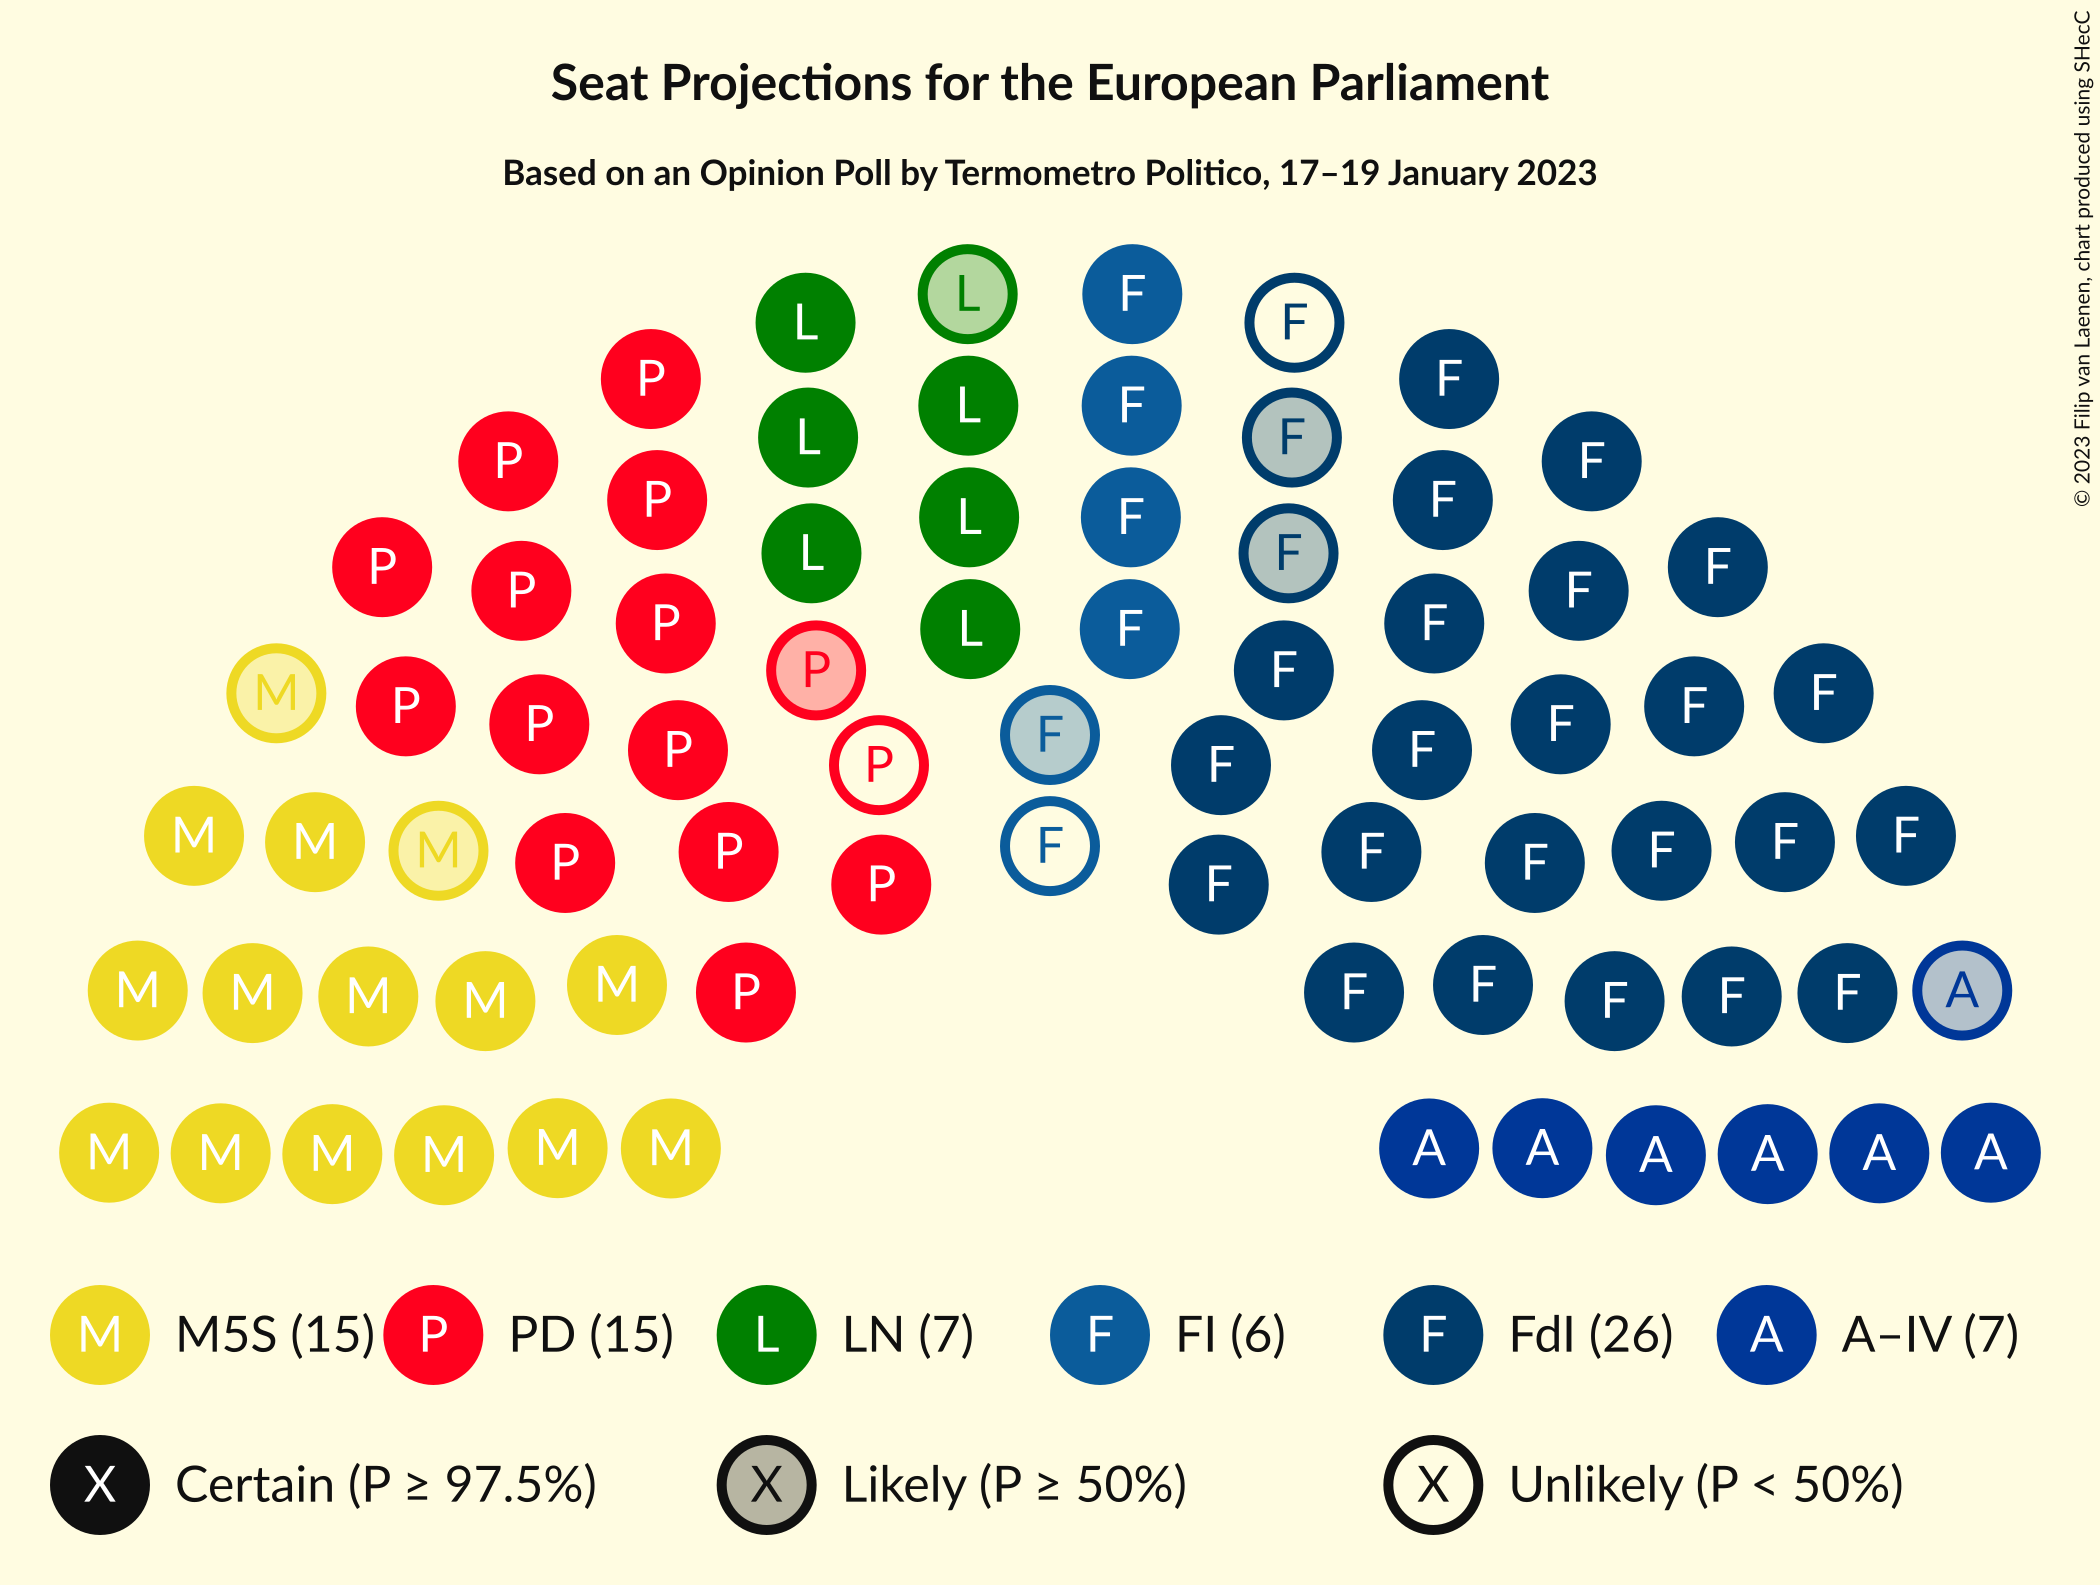 Seat Projections for the European Parliament
Based on an Opinion Poll by Termometro Politico, 17–19 January 2023
© 2023 Filip van Laenen, chart produced using SHecC
L F
L F
P F
L F
L F
P F
P F
L F
P F
L F
P F
P F
P F
L F
M P P P L F F F F F
P F
P P F F F
M M M P P P F F F F F F
M M M M M P F F F F F A
M M M M M M A A A A A A
M M5S (15) P PD (15) L LN (7) F FI (6) F FdI (26) A A–IV (7)
X Certain (P ≥ 97.5%) X Likely (P ≥ 50%) X Unlikely (P < 50%)